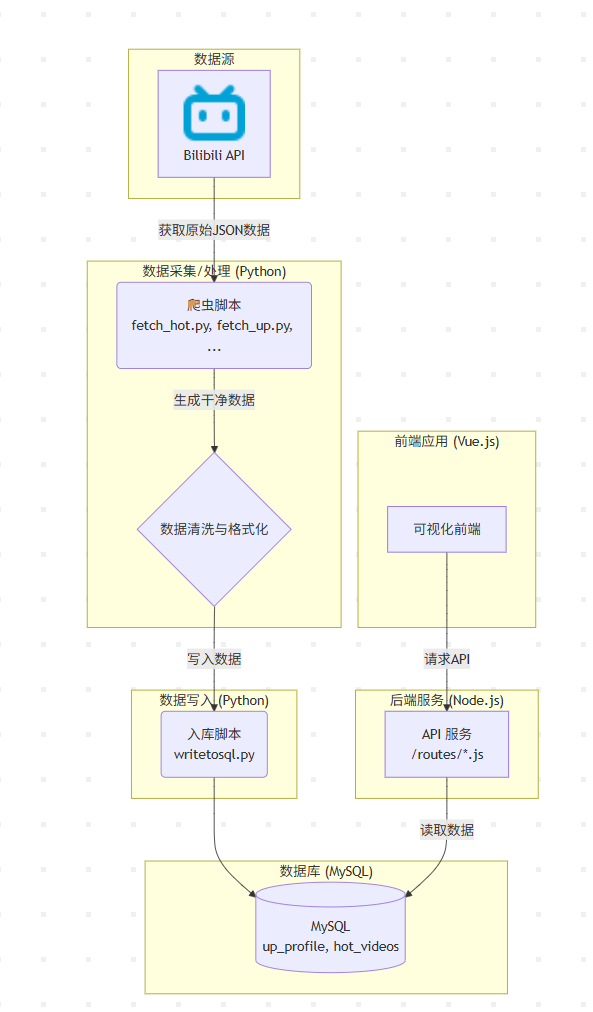 数据源
Bilibili API
获取原始JSON数据
数据采集/处理 (Python)
爬虫脚本
fetch_hot.py, fetch_up.py,
...
生成干净数据
数据清洗与格式化
写入数据
数据写入 (Python)
入库脚本
writetosql.py
前端应用 (Vue.js)
可视化前端
请求API
后端服务 (Node.js)
API 服务
/routes/*.js
读取数据
数据库 (MySQL)
MySQL
up_profile, hot_videos